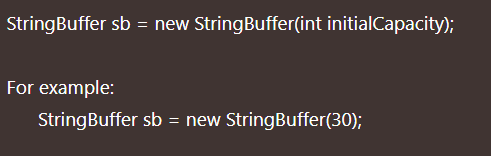 StringBuffer sb = new StringBuffer(int initialCapacity);
For example:
StringBuffer sb = new StringBuffer(30);